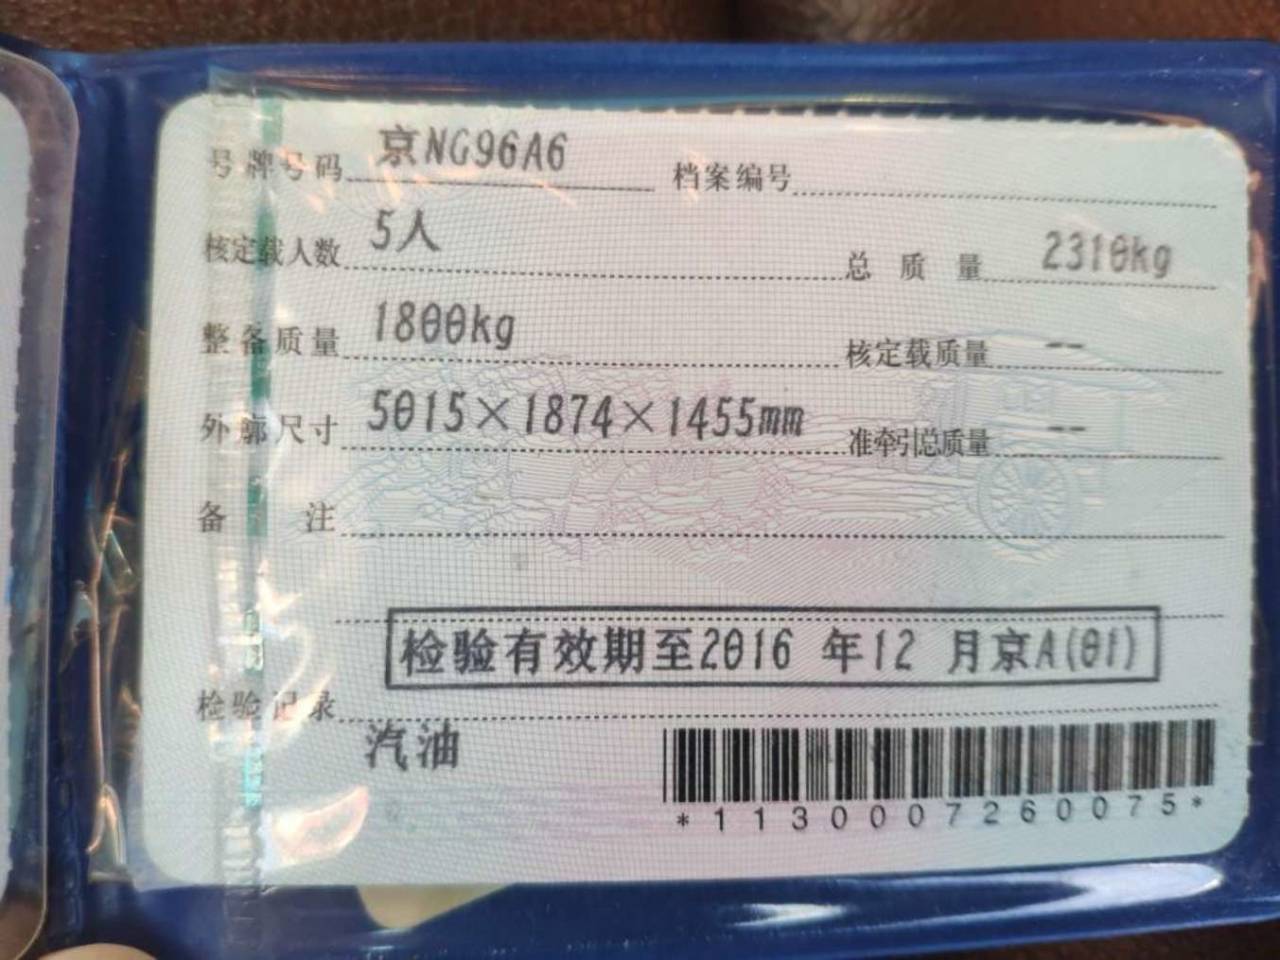 号牌号码 京NG96A6 档案编号
核定载人数 5人 总质量 2310kg
整备质量 1800kg 核定载质量 --
外廓尺寸 5015×1874×1455mm 准牵引总质量 --
备注
检验有效期至2016 年12 月京A(01)
检验记录
汽油
*1130007260075*